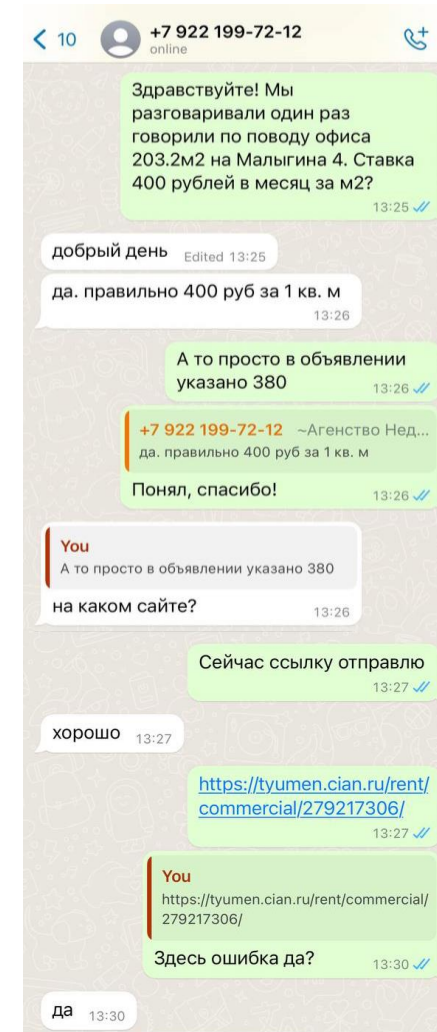 10
+7 922 199-72-12
online
Здравствуйте! Мы
разговаривали один раз
говорили по поводу офиса
203.2м2 на Малыгина 4. Ставка
400 рублей в месяц за м2?
13:25
добрый день Edited 13:25
да. правильно 400 руб за 1 кв. м
13:26
А то просто в объявлении
указано 380 13:26
+7 922 199-72-12 ~Агенство Нед...
да. правильно 400 руб за 1 кв. м
Понял, спасибо! 13:26
You
А то просто в объявлении указано 380
на каком сайте? 13:26
Сейчас ссылку отправлю
13:27
хорошо 13:27
https://tyumen.cian.ru/rent/
commercial/279217306/
13:27
You
https://tyumen.cian.ru/rent/commercial/
279217306/
Здесь ошибка да? 13:30
да 13:30